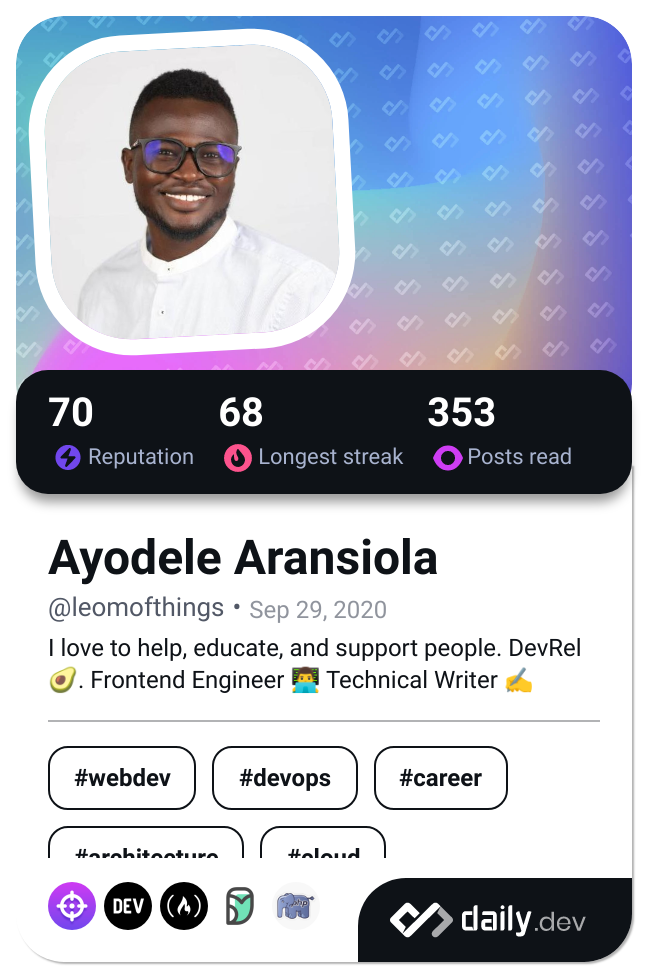 70 68 353
Reputation Longest streak Posts read
Ayodele Aransiola
@leomofthings • Sep 29, 2020
I love to help, educate, and support people. DevRel
🥑. Frontend Engineer 👨‍💻 Technical Writer ✍️
#webdev #devops #career
#architecture #cloud
DEV php daily.dev